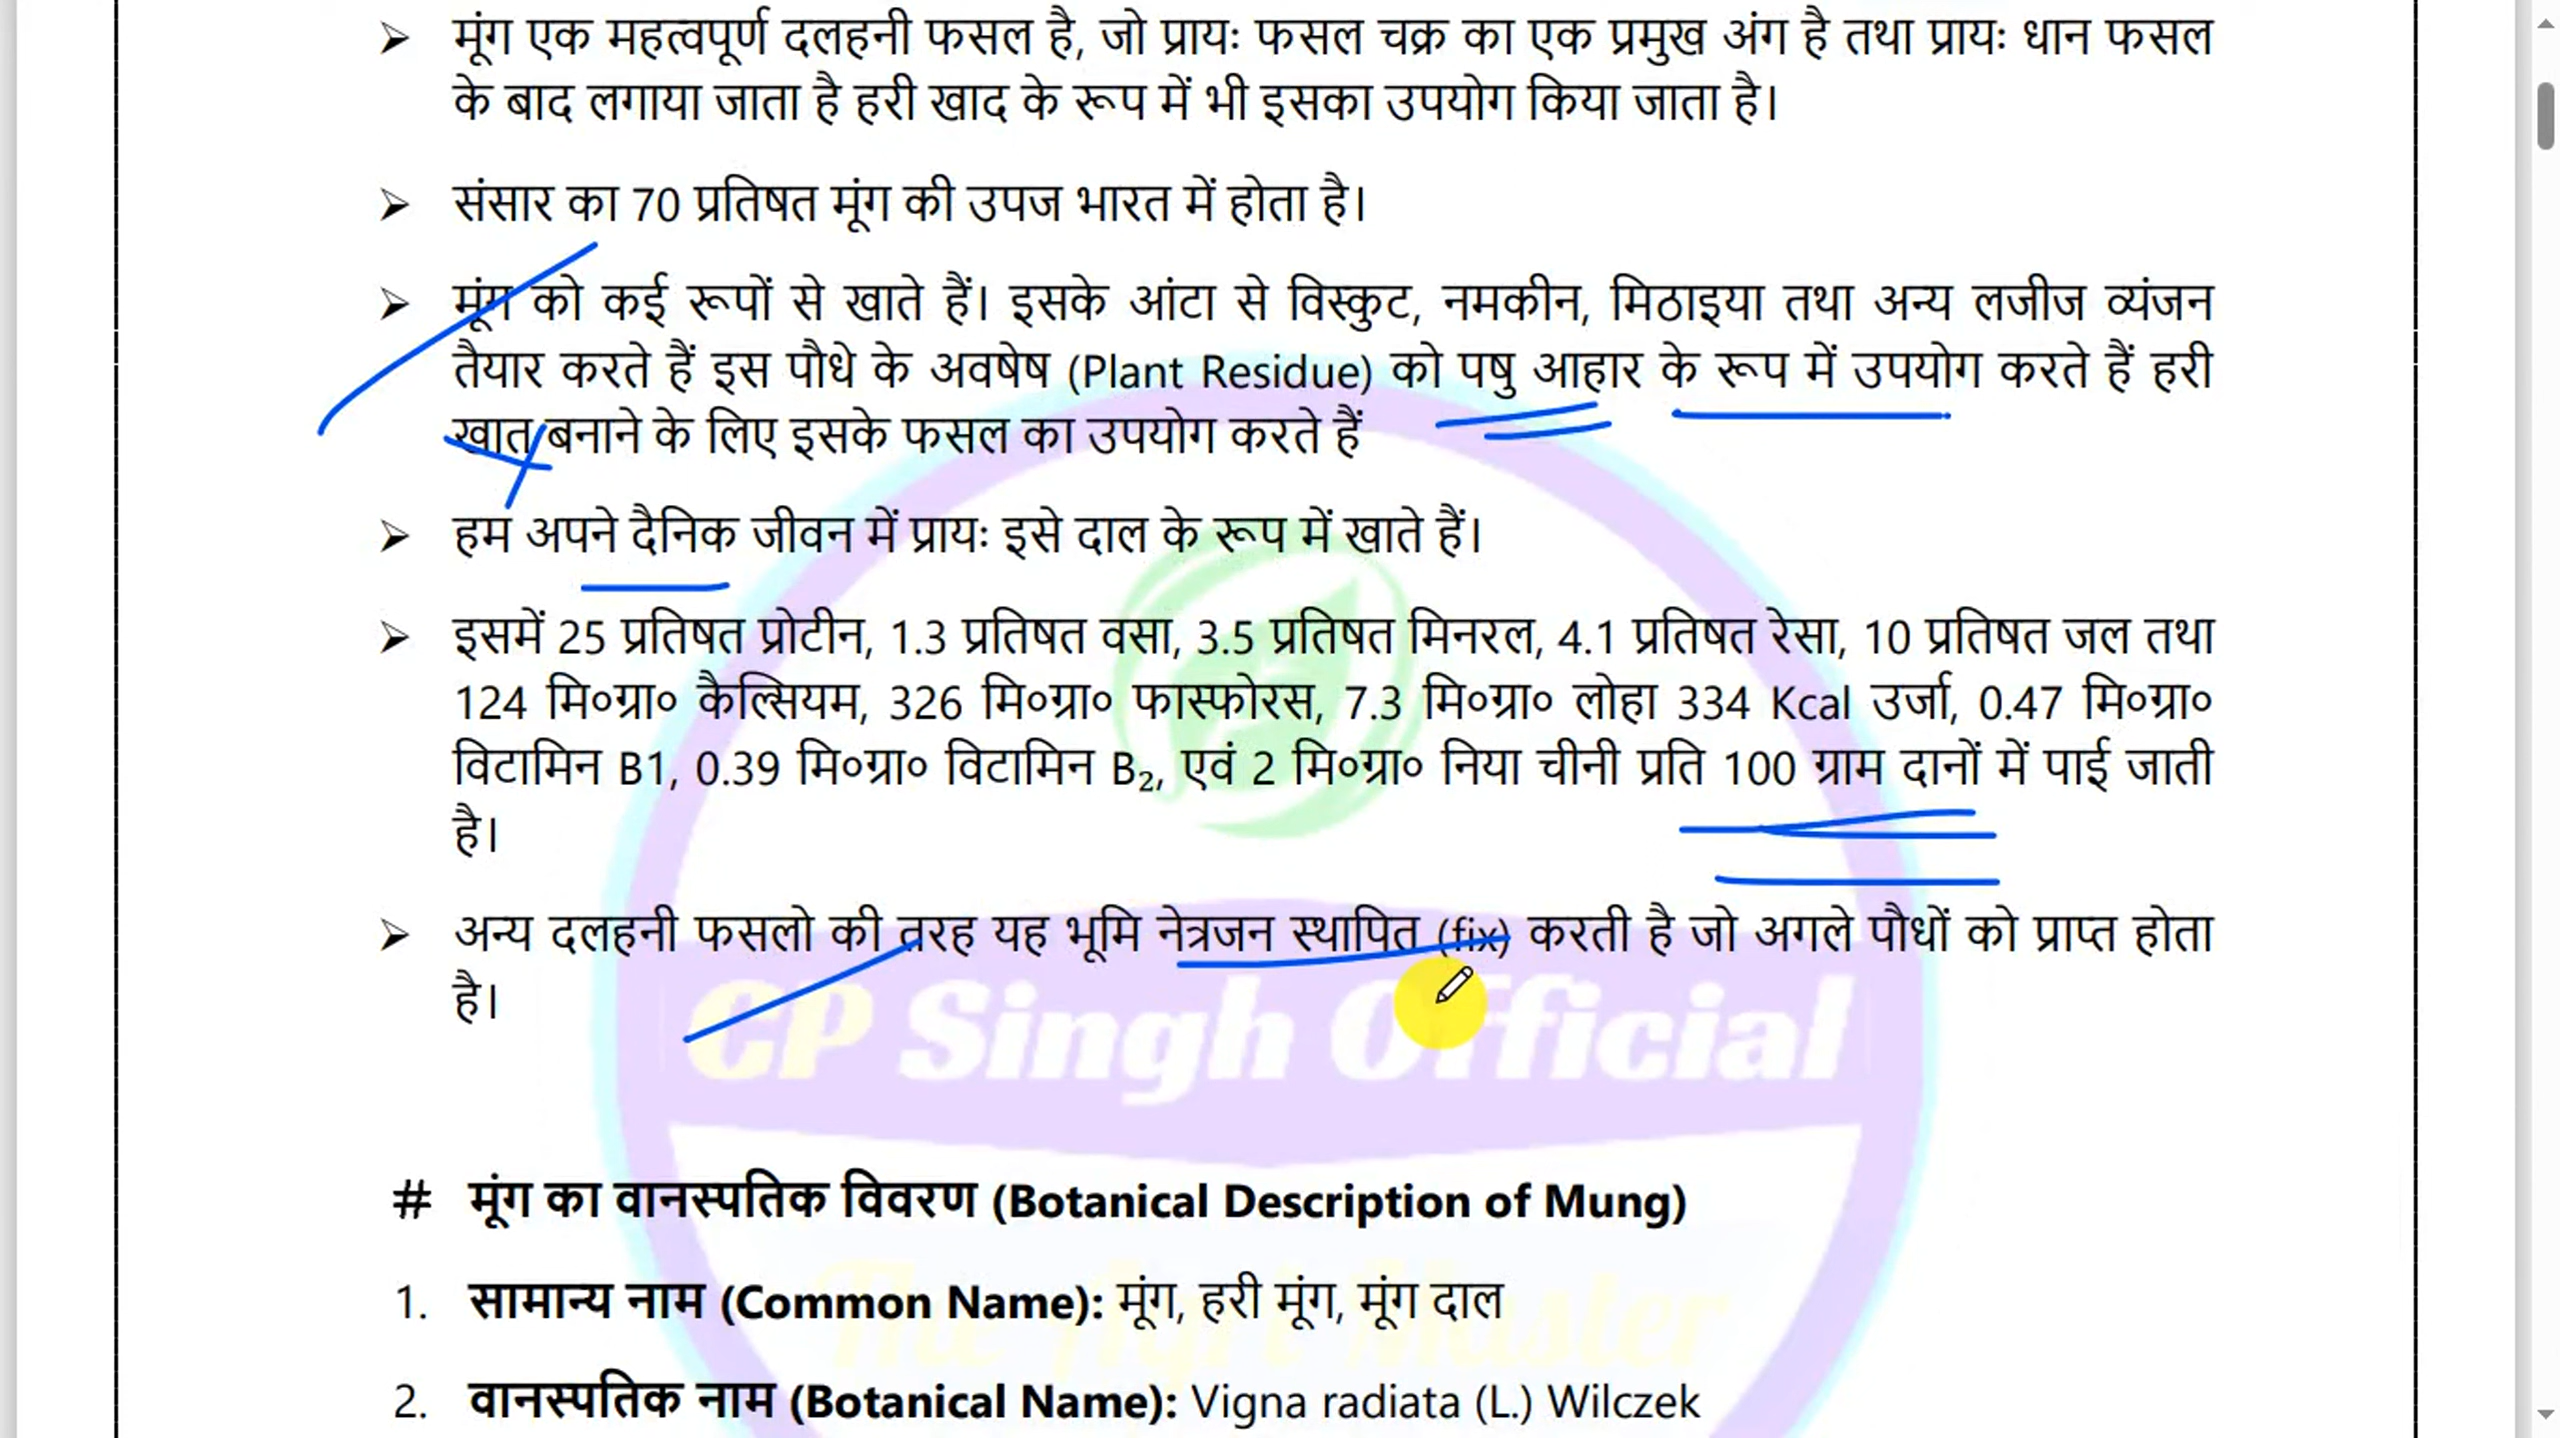 ➢ मूंग एक महत्वपूर्ण दलहनी फसल है, जो प्रायः फसल चक्र का एक प्रमुख अंग है तथा प्रायः धान फसल
के बाद लगाया जाता है हरी खाद के रूप में भी इसका उपयोग किया जाता है।
➢ संसार का 70 प्रतिषत मूंग की उपज भारत में होता है।
➢ मूंग को कई रूपों से खाते हैं। इसके आंटा से विस्कुट, नमकीन, मिठाइया तथा अन्य लजीज व्यंजन
तैयार करते हैं इस पौधे के अवषेष (Plant Residue) को पषु आहार के रूप में उपयोग करते हैं हरी
खात बनाने के लिए इसके फसल का उपयोग करते हैं
➢ हम अपने दैनिक जीवन में प्रायः इसे दाल के रूप में खाते हैं।
➢ इसमें 25 प्रतिषत प्रोटीन, 1.3 प्रतिषत वसा, 3.5 प्रतिषत मिनरल, 4.1 प्रतिषत रेसा, 10 प्रतिषत जल तथा
124 मि०ग्रा० कैल्सियम, 326 मि०ग्रा० फास्फोरस, 7.3 मि०ग्रा० लोहा 334 Kcal उर्जा, 0.47 मि०ग्रा०
विटामिन B1, 0.39 मि०ग्रा० विटामिन B₂, एवं 2 मि०ग्रा० निया चीनी प्रति 100 ग्राम दानों में पाई जाती
है।
➢ अन्य दलहनी फसलो की तरह यह भूमि नेत्रजन स्थापित (fix) करती है जो अगले पौधों को प्राप्त होता
है।
GP Singh Official
# मूंग का वानस्पतिक विवरण (Botanical Description of Mung)
1. सामान्य नाम (Common Name): मूंग, हरी मूंग, मूंग दाल
The Agri Master
2. वानस्पतिक नाम (Botanical Name): Vigna radiata (L.) Wilczek